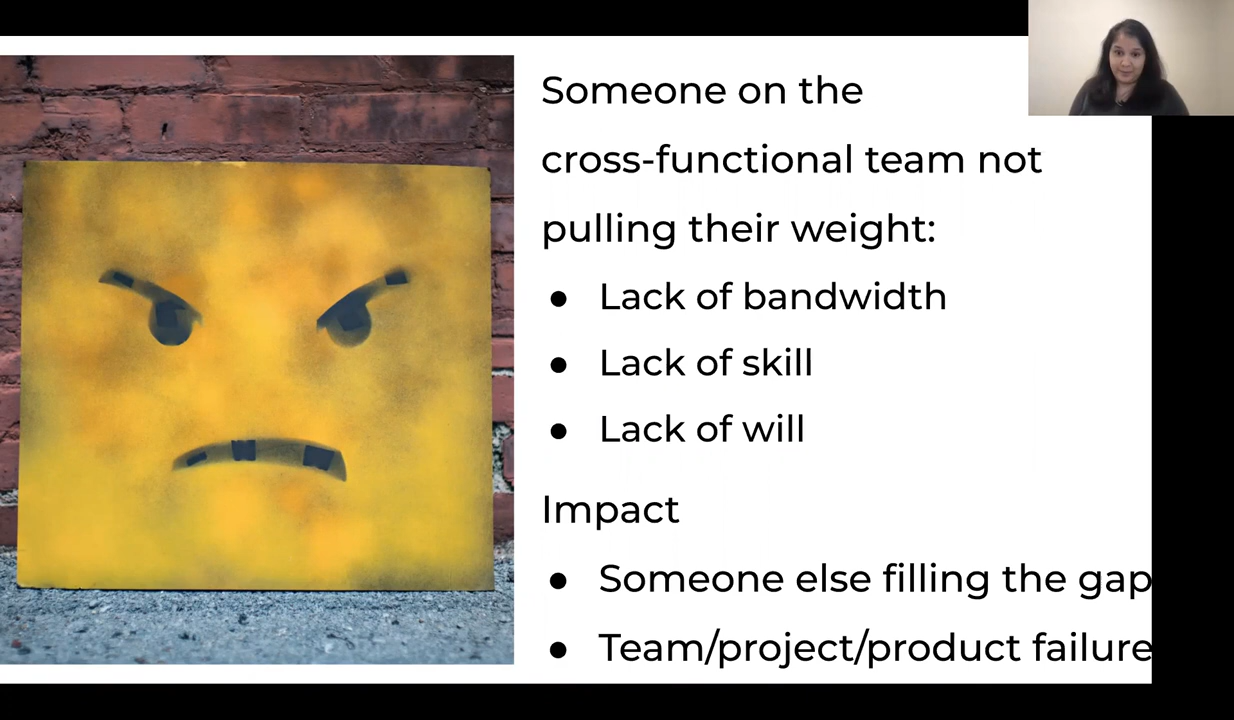 Someone on the
cross-functional team not
pulling their weight:
● Lack of bandwidth
● Lack of skill
● Lack of will
Impact
● Someone else filling the gap
● Team/project/product failure